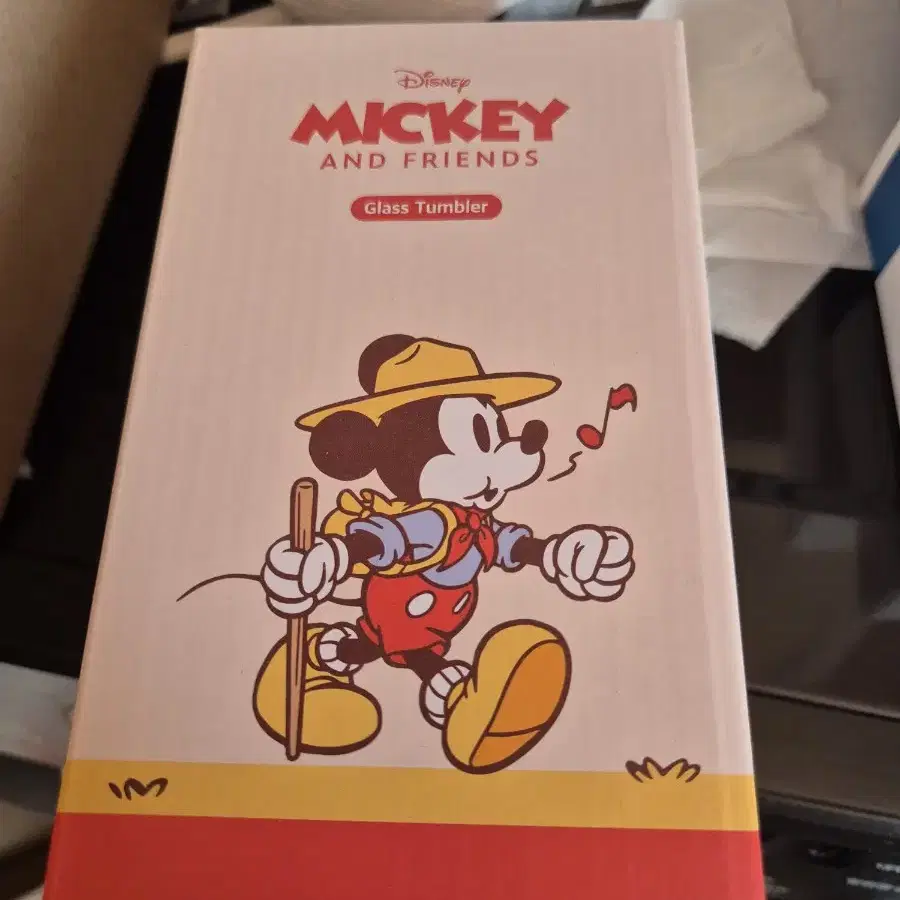 Disney
MICKEY
AND FRIENDS
Glass Tumbler